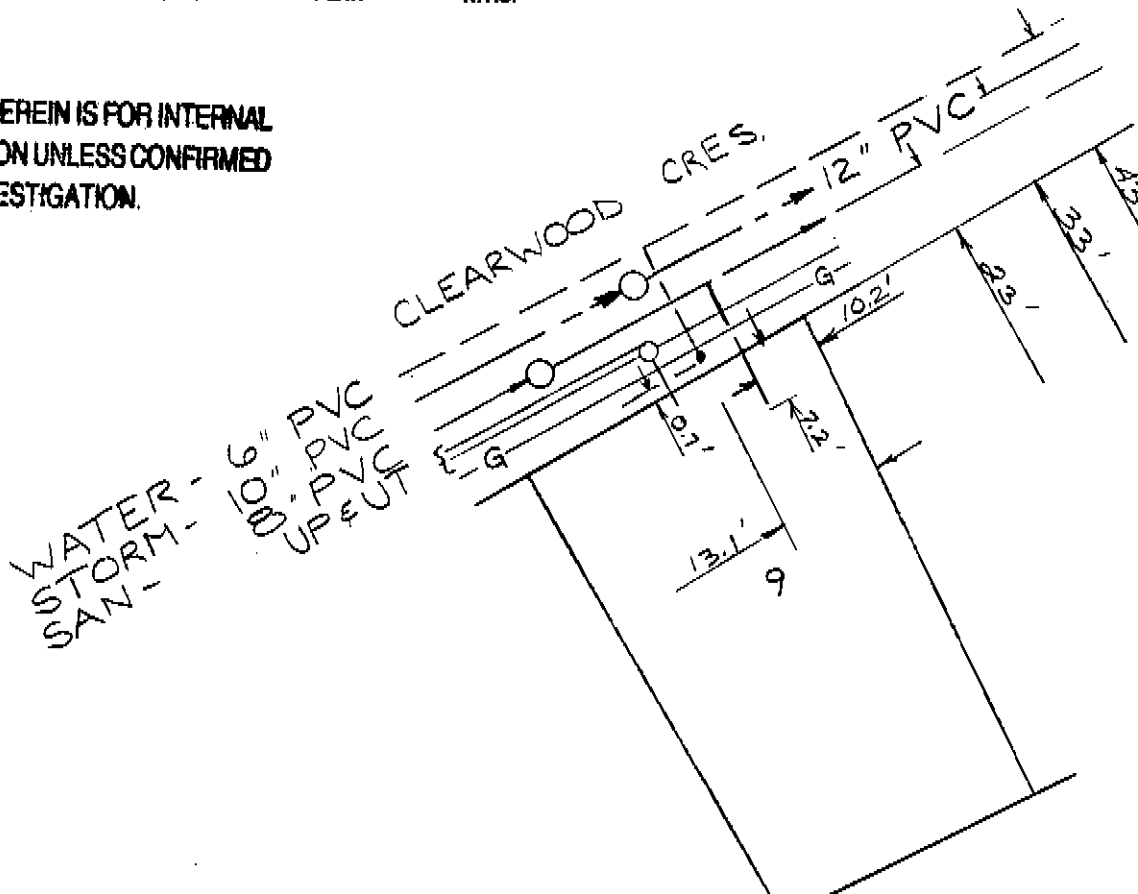 EREIN IS FOR INTERNAL
ON UNLESS CONFIRMED
ESTIGATION.
CLEARWOOD CRES.
12" PVC
WATER - 6" PVC
STORM - 10" PVC
SAN - 8" PVC
UP & UT
G
G
10.2'
23'
33'
0.7'
7.2'
13.1'
9